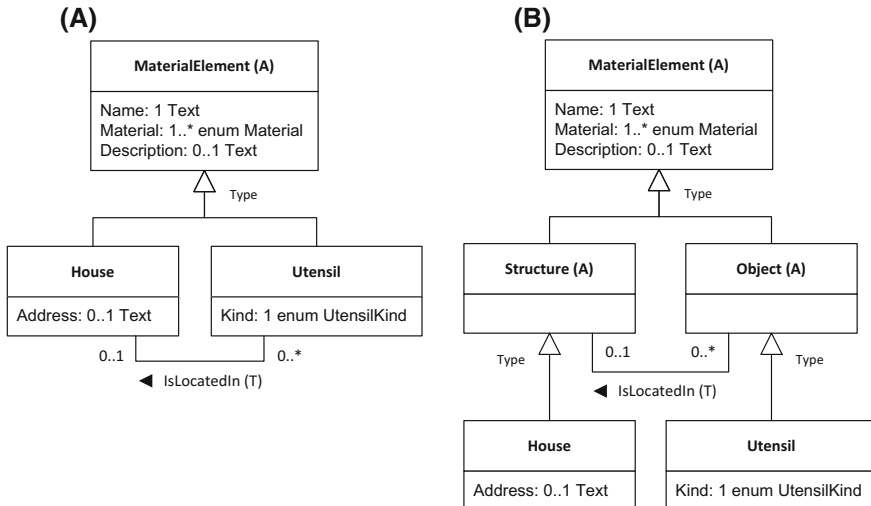 (A)
MaterialElement (A)
Name: 1 Text
Material: 1..* enum Material
Description: 0..1 Text
Type
House
Address: 0..1 Text
Utensil
Kind: 1 enum UtensilKind
0..1
0..*
◀ IsLocatedIn (T)
(B)
MaterialElement (A)
Name: 1 Text
Material: 1..* enum Material
Description: 0..1 Text
Type
Structure (A)
Object (A)
Type
0..1
0..*
Type
◀ IsLocatedIn (T)
House
Address: 0..1 Text
Utensil
Kind: 1 enum UtensilKind